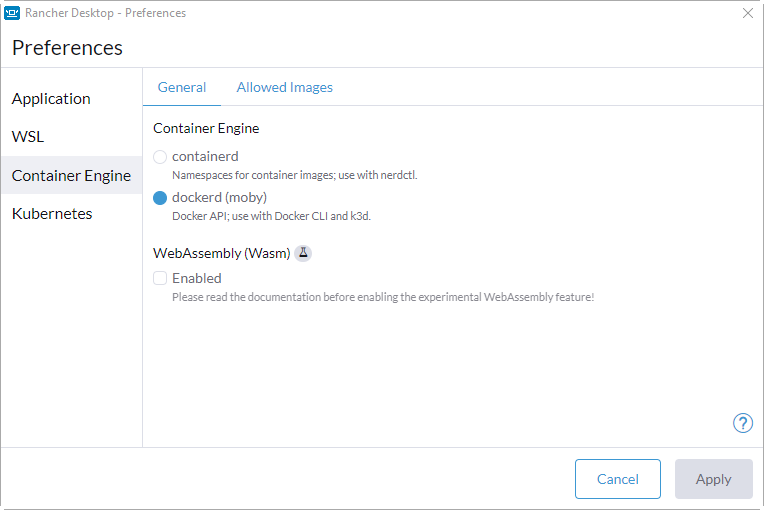 Rancher Desktop - Preferences
Preferences
Application
WSL
Container Engine
Kubernetes
General
Allowed Images
Container Engine
containerd
Namespaces for container images; use with nerdctl.
dockerd (moby)
Docker API; use with Docker CLI and k3d.
WebAssembly (Wasm)
Enabled
Please read the documentation before enabling the experimental WebAssembly feature!
?
Cancel
Apply